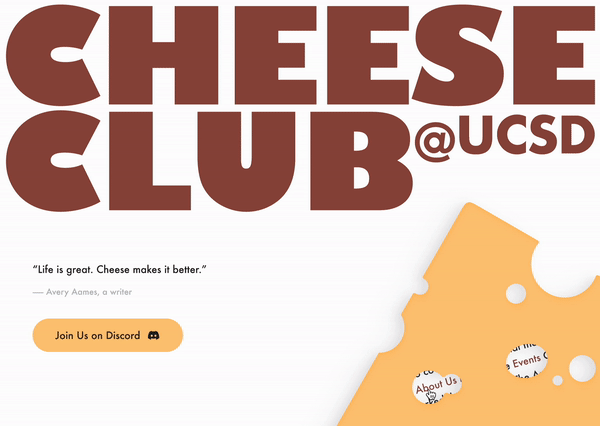 CHEESE
CLUB@UCSD
“Life is great. Cheese makes it better.”
— Avery Aames, a writer
Join Us on Discord
Events
About Us